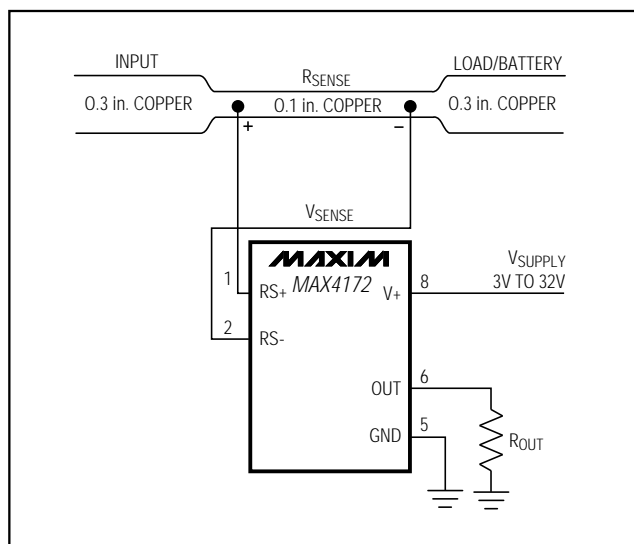 INPUT
RSENSE
LOAD/BATTERY
0.3 in. COPPER
0.1 in. COPPER
0.3 in. COPPER
+
−
VSENSE
MAXIM
MAX4172
1
RS+
V+
8
VSUPPLY
3V TO 32V
2
RS-
OUT
6
GND
5
ROUT